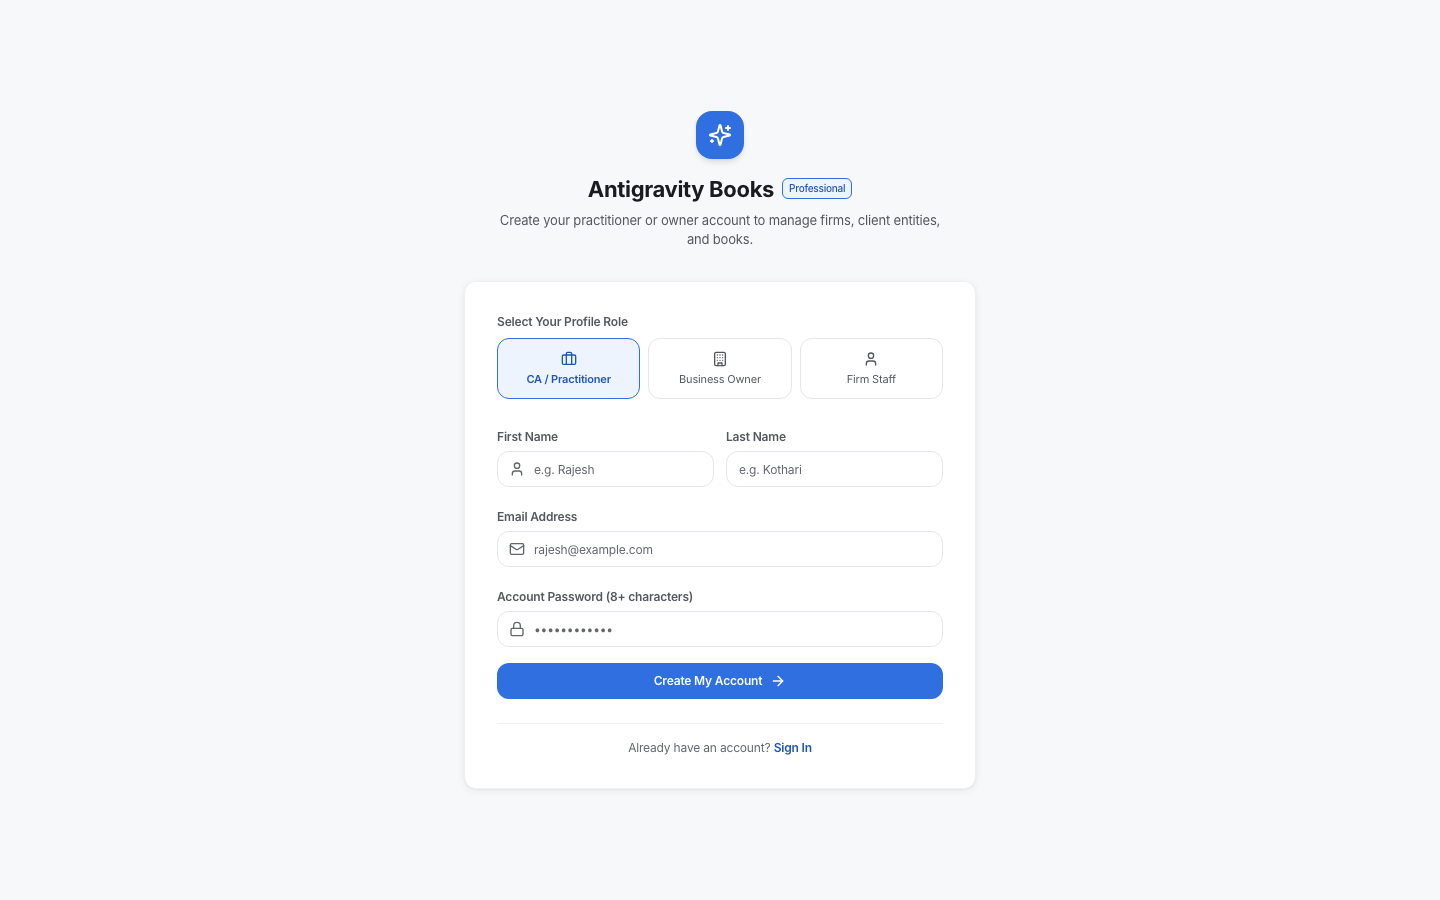 Antigravity Books Professional
Create your practitioner or owner account to manage firms, client entities,
and books.
Select Your Profile Role
CA / Practitioner
Business Owner
Firm Staff
First Name
Last Name
e.g. Rajesh
e.g. Kothari
Email Address
rajesh@example.com
Account Password (8+ characters)
••••••••••••
Create My Account
Already have an account? Sign In